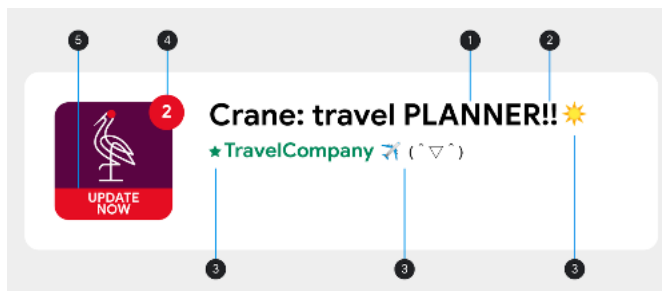 5 4 1 2
2
Crane: travel PLANNER!!☀️
★TravelCompany ✈️ (ˆ▽ˆ)
UPDATE
NOW
3 3 3